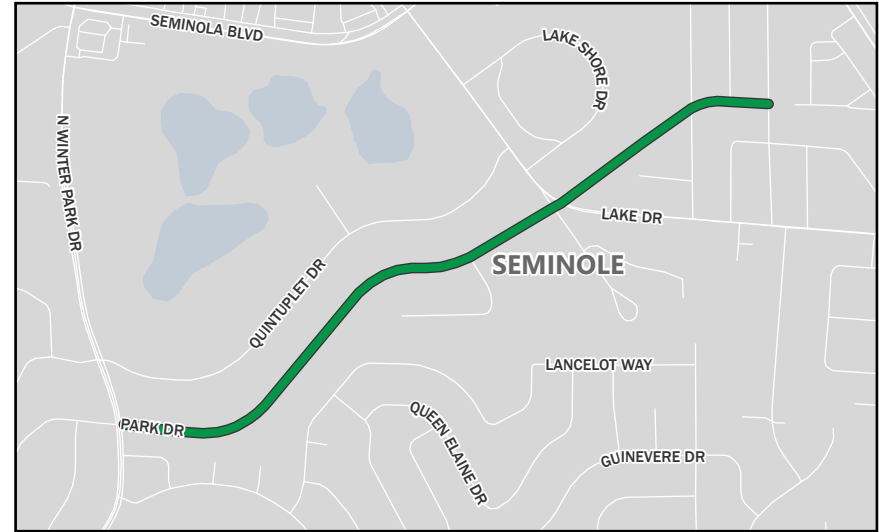 SEMINOLA BLVD
LAKE SHORE DR
N WINTER PARK DR
LAKE DR
SEMINOLE
QUINTUPLET DR
LANCELOT WAY
PARK DR
QUEEN ELAINE DR
GUINEVERE DR